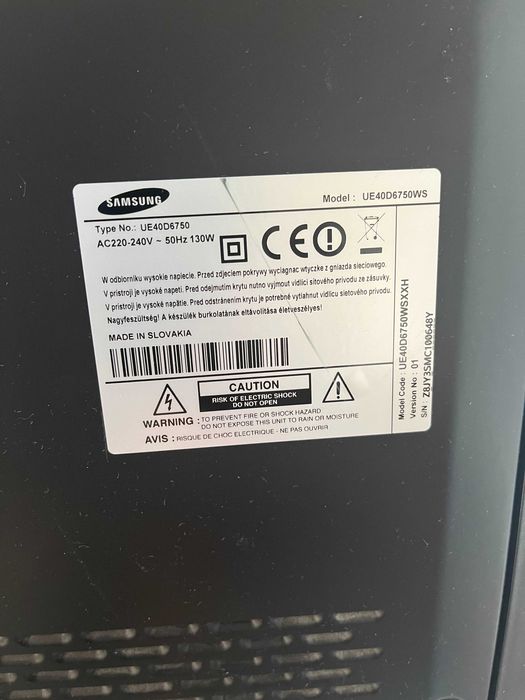 SAMSUNG
Model : UE40D6750WS
Type No.: UE40D6750
AC220-240V ~ 50Hz 130W
CE
W odbiorniku wysokie napiecie. Przed zdjeciem pokrywy wyciagnac wtyczke z gniazda sieciowego.
V prístroji je vysoké napetí. Pred odejmutím krytu nutno vyjmout vidlici sítového prívodu ze zásuvky.
V prístroji je vysoké napätie. Pred odstránením krytu je potrebné vytiahnut vidlicu sietového prívodu.
Nagyfeszültség! A készülék burkolatának eltávolítása életveszélyes!
MADE IN SLOVAKIA
CAUTION
RISK OF ELECTRIC SHOCK
DO NOT OPEN
WARNING : TO PREVENT FIRE OR SHOCK HAZARD
DO NOT EXPOSE THIS UNIT TO RAIN OR MOISTURE
AVIS : RISQUE DE CHOC ELECTRIQUE - NE PAS OUVRIR
Model Code : UE40D6750WSXXH
Version No : 01
S/N : Z8JY3SMC100648Y